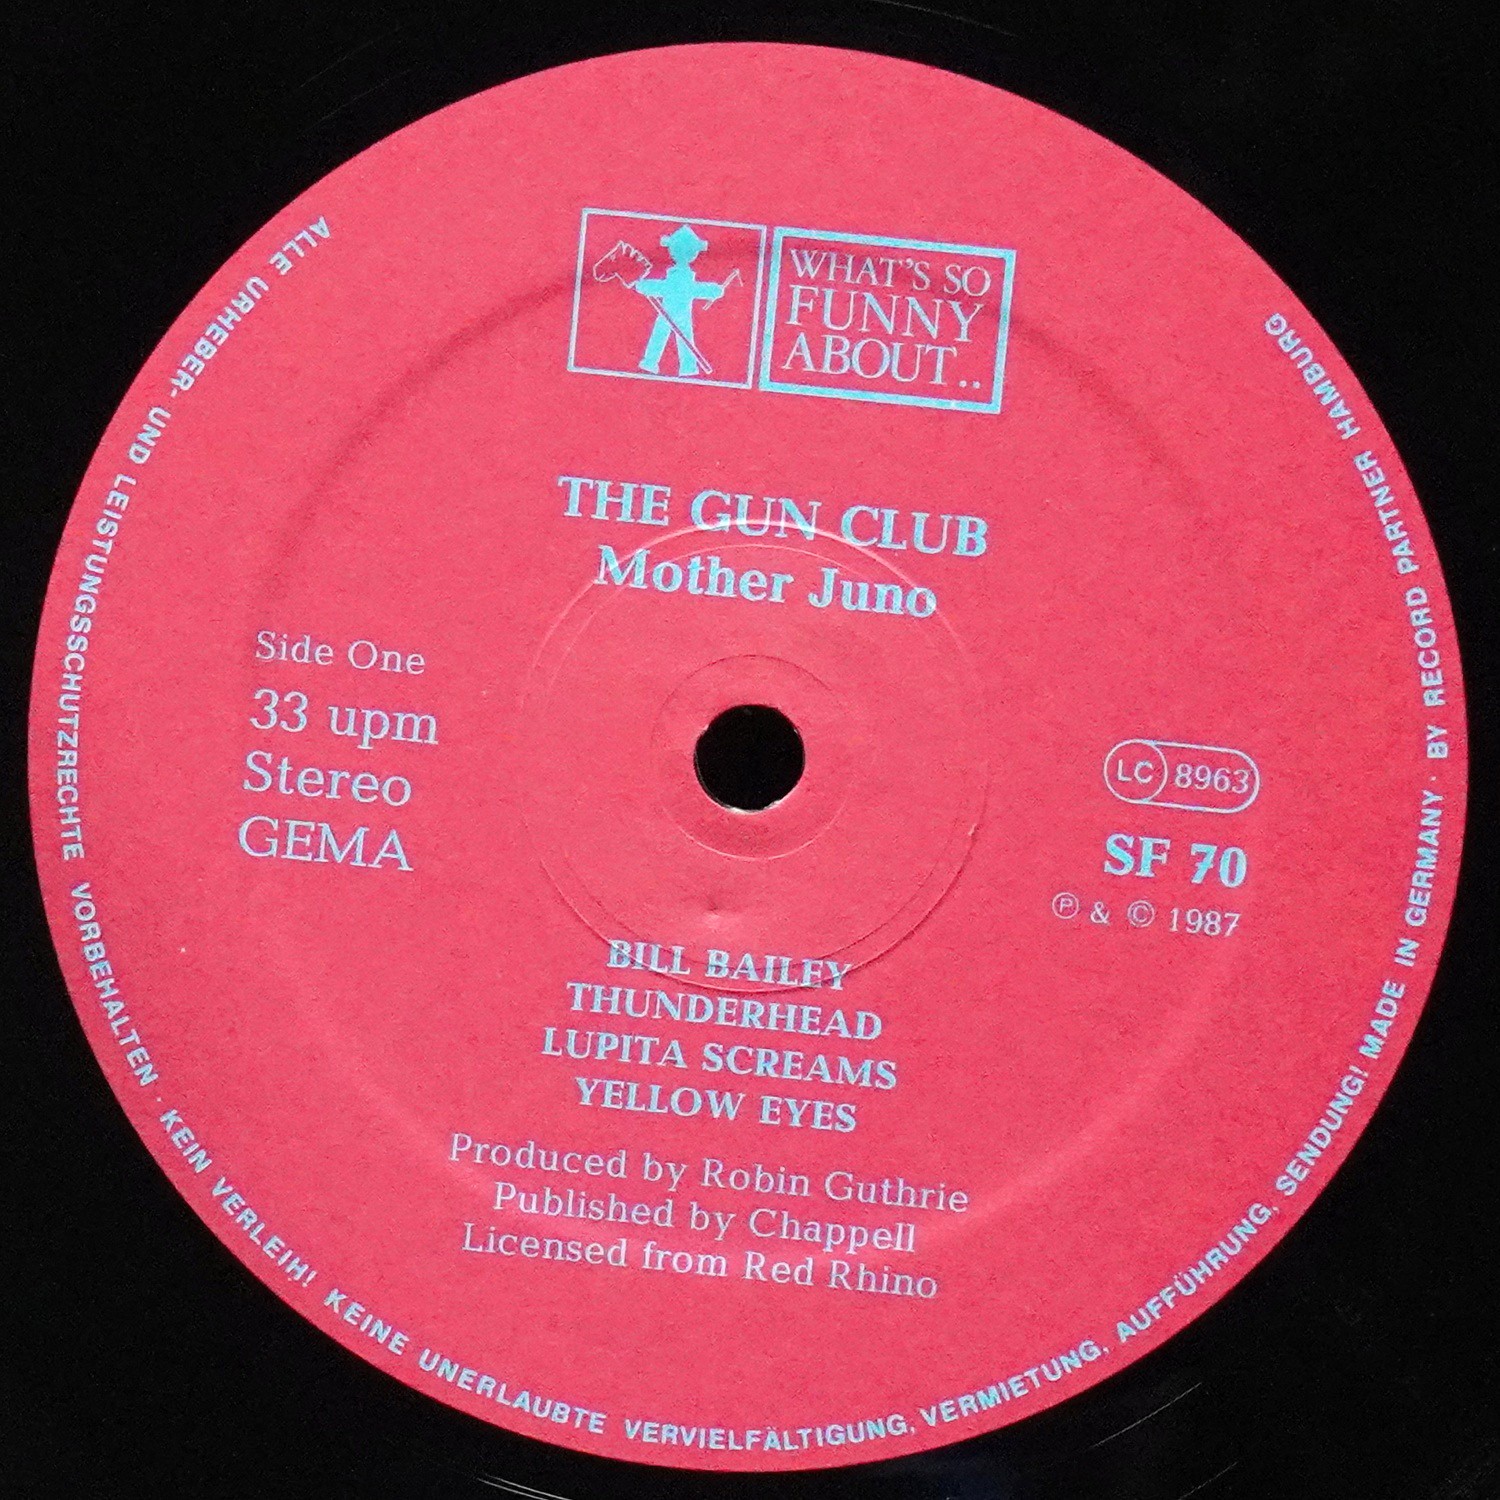 WHAT'S SO
FUNNY
ABOUT..
THE GUN CLUB
Mother Juno
Side One
33 upm
Stereo
GEMA
LC 8963
SF 70
℗ & © 1987
BILL BAILEY
THUNDERHEAD
LUPITA SCREAMS
YELLOW EYES
Produced by Robin Guthrie
Published by Chappell
Licensed from Red Rhino
ALLE URHEBER- UND LEISTUNGSSCHUTZRECHTE VORBEHALTEN · KEIN VERLEIH! KEINE UNERLAUBTE VERVIELFÄLTIGUNG, VERMIETUNG, AUFFÜHRUNG, SENDUNG! MADE IN GERMANY · BY RECORD PARTNER HAMBURG